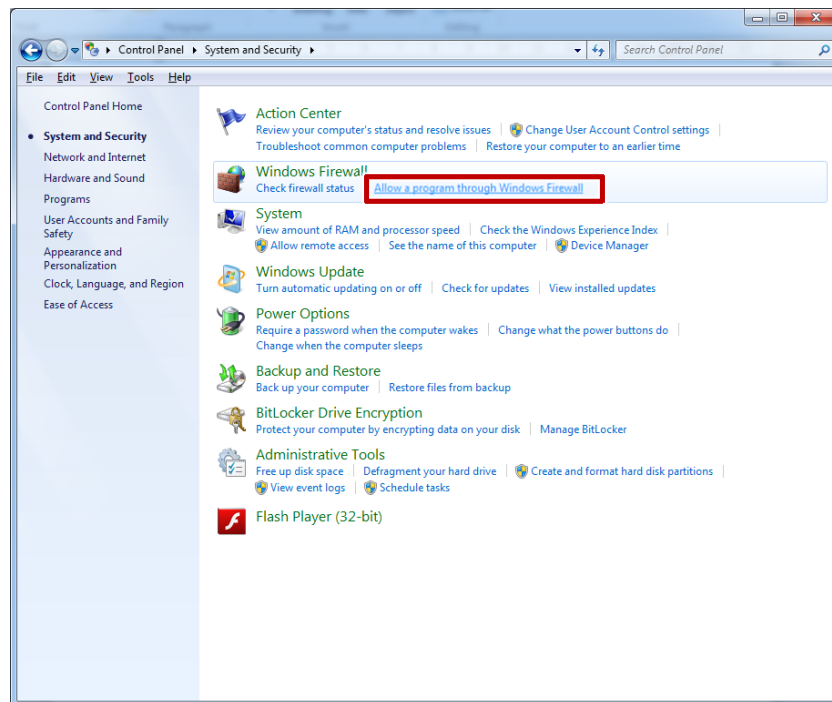 Control Panel System and Security Search Control Panel
File Edit View Tools Help
Control Panel Home
System and Security
Network and Internet
Hardware and Sound
Programs
User Accounts and Family
Safety
Appearance and
Personalization
Clock, Language, and Region
Ease of Access
Action Center
Review your computer's status and resolve issues Change User Account Control settings
Troubleshoot common computer problems Restore your computer to an earlier time
Windows Firewall
Check firewall status Allow a program through Windows Firewall
System
View amount of RAM and processor speed Check the Windows Experience Index
Allow remote access See the name of this computer Device Manager
Windows Update
Turn automatic updating on or off Check for updates View installed updates
Power Options
Require a password when the computer wakes Change what the power buttons do
Change when the computer sleeps
Backup and Restore
Back up your computer Restore files from backup
BitLocker Drive Encryption
Protect your computer by encrypting data on your disk Manage BitLocker
Administrative Tools
Free up disk space Defragment your hard drive Create and format hard disk partitions
View event logs Schedule tasks
Flash Player (32-bit)